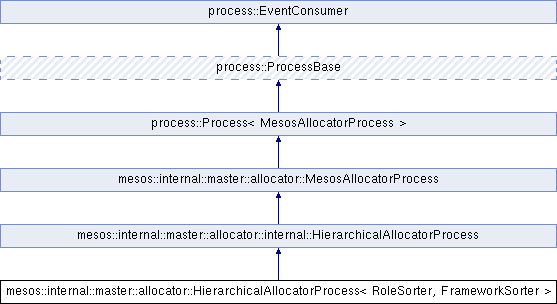 process::EventConsumer
process::ProcessBase
process::Process< MesosAllocatorProcess >
mesos::internal::master::allocator::MesosAllocatorProcess
mesos::internal::master::allocator::internal::HierarchicalAllocatorProcess
mesos::internal::master::allocator::HierarchicalAllocatorProcess< RoleSorter, FrameworkSorter >